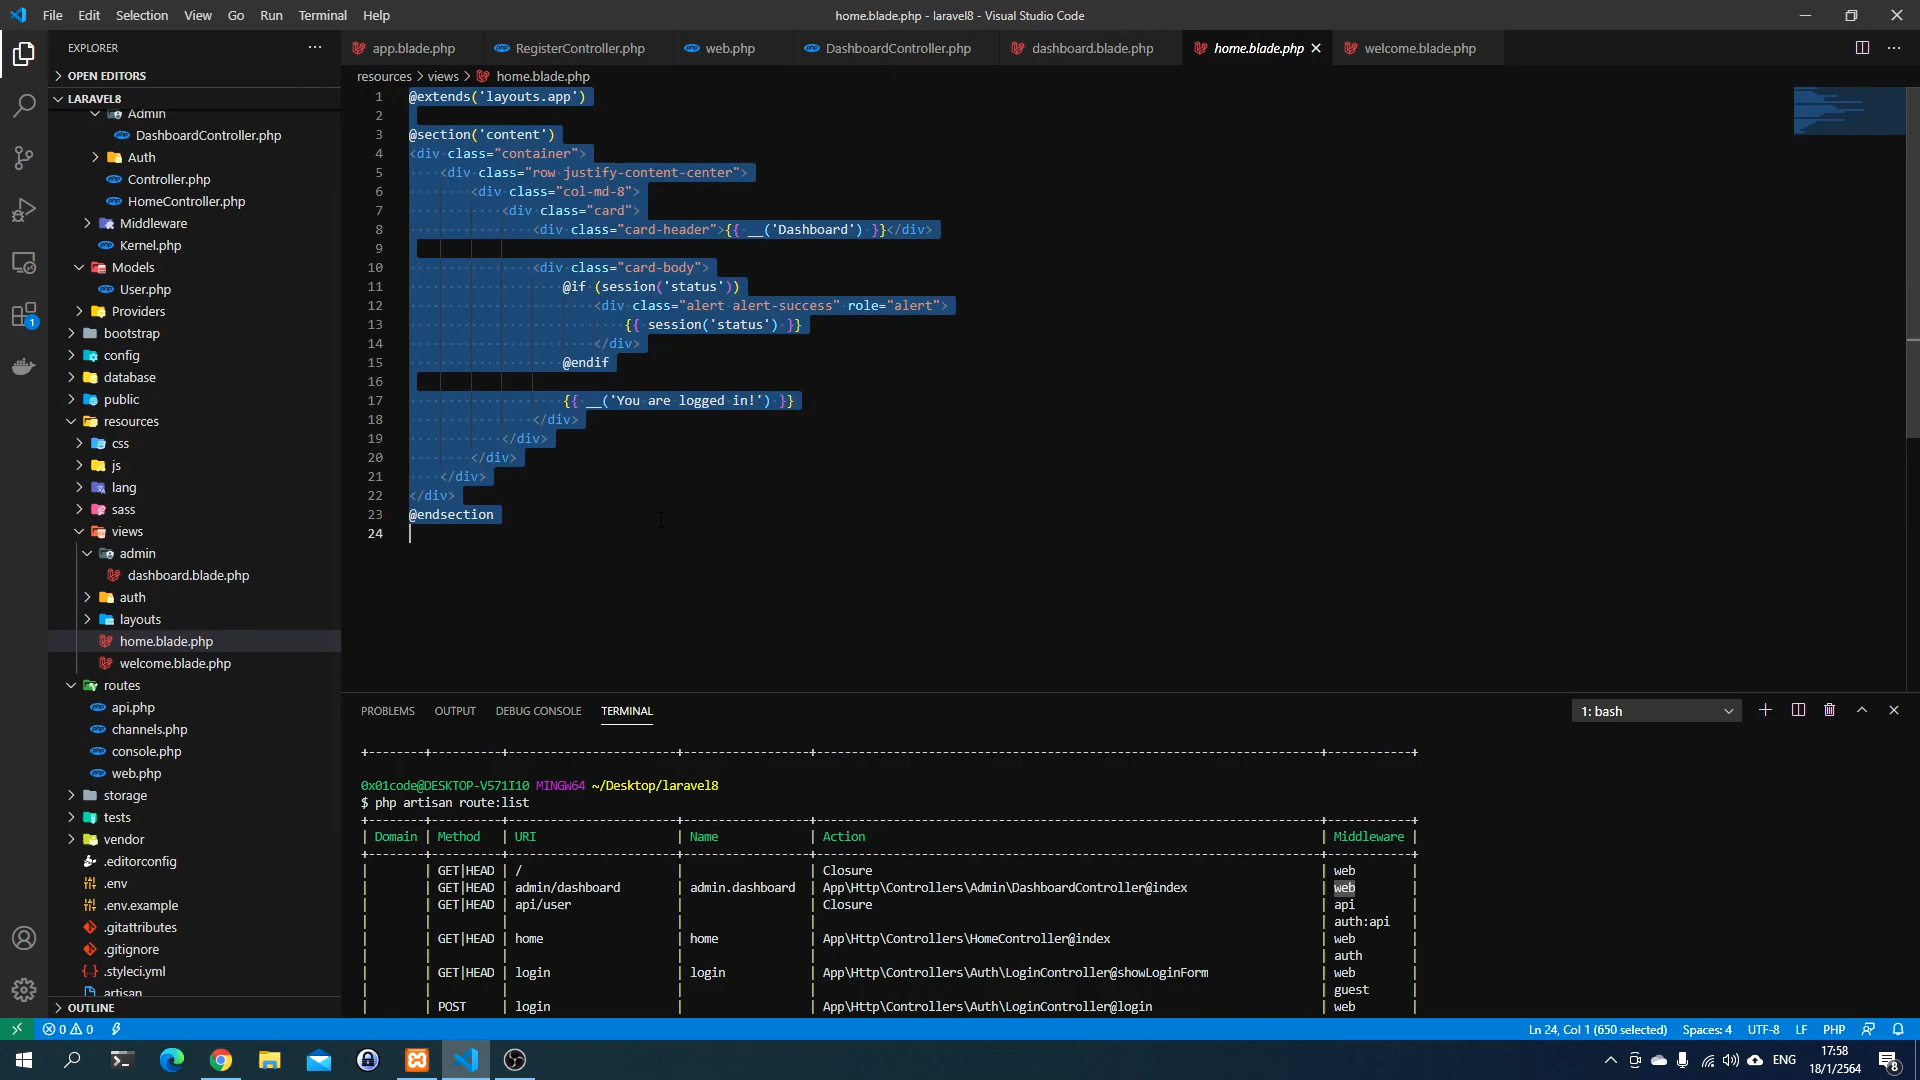 File Edit Selection View Go Run Terminal Help
home.blade.php - laravel8 - Visual Studio Code
EXPLORER
OPEN EDITORS
LARAVEL8
Admin
DashboardController.php
Auth
Controller.php
HomeController.php
Middleware
Kernel.php
Models
User.php
Providers
bootstrap
config
database
public
resources
css
js
lang
sass
views
admin
dashboard.blade.php
auth
layouts
home.blade.php
welcome.blade.php
routes
api.php
channels.php
console.php
web.php
storage
tests
vendor
.editorconfig
.env
.env.example
.gitattributes
.gitignore
.styleci.yml
artisan
OUTLINE
app.blade.php RegisterController.php web.php DashboardController.php dashboard.blade.php home.blade.php welcome.blade.php
resources > views > home.blade.php
1 @extends('layouts.app')
2
3 @section('content')
4 <div class="container">
5 <div class="row justify-content-center">
6 <div class="col-md-8">
7 <div class="card">
8 <div class="card-header">{{ __('Dashboard') }}</div>
9
10 <div class="card-body">
11 @if (session('status'))
12 <div class="alert alert-success" role="alert">
13 {{ session('status') }}
14 </div>
15 @endif
16
17 {{ __('You are logged in!') }}
18 </div>
19 </div>
20 </div>
21 </div>
22 </div>
23 @endsection
24
PROBLEMS OUTPUT DEBUG CONSOLE TERMINAL
1: bash
+--------+----------+----------------------+----------------+------------------------------------------------------------------+------------+
0x01code@DESKTOP-V571I10 MINGW64 ~/Desktop/laravel8
$ php artisan route:list
+--------+----------+----------------------+----------------+------------------------------------------------------------------+------------+
| Domain | Method | URI | Name | Action | Middleware |
+--------+----------+----------------------+----------------+------------------------------------------------------------------+------------+
| | GET|HEAD | / | | Closure | web |
| | GET|HEAD | admin/dashboard | admin.dashboard | App\Http\Controllers\Admin\DashboardController@index | web |
| | GET|HEAD | api/user | | Closure | api |
| | | | | | auth:api |
| | GET|HEAD | home | home | App\Http\Controllers\HomeController@index | web |
| | | | | | auth |
| | GET|HEAD | login | login | App\Http\Controllers\Auth\LoginController@showLoginForm | web |
| | | | | | guest |
| | POST | login | | App\Http\Controllers\Auth\LoginController@login | web |
0 0
Ln 24, Col 1 (650 selected) Spaces: 4 UTF-8 LF PHP
1
ENG
17:58
18/1/2564
8